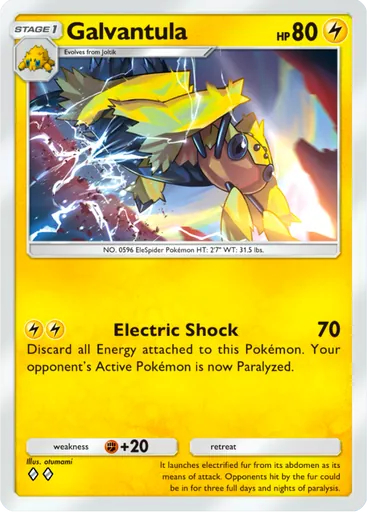 STAGE 1
Galvantula
HP 80
Evolves from Joltik
NO. 0596 EleSpider Pokémon HT: 2'7" WT: 31.5 lbs.
Electric Shock 70
Discard all Energy attached to this Pokémon. Your
opponent's Active Pokémon is now Paralyzed.
weakness +20 retreat
Illus. otumami
It launches electrified fur from its abdomen as its
means of attack. Opponents hit by the fur could
be in for three full days and nights of paralysis.